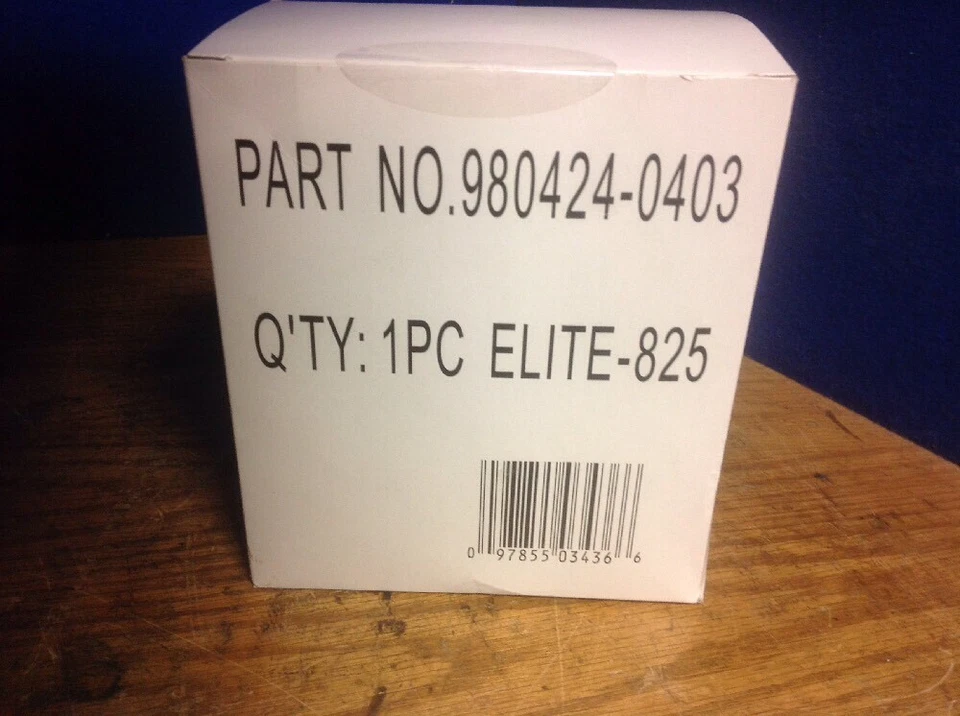 PART NO.980424-0403
Q'TY: 1PC ELITE-825
0 97855 03436 6